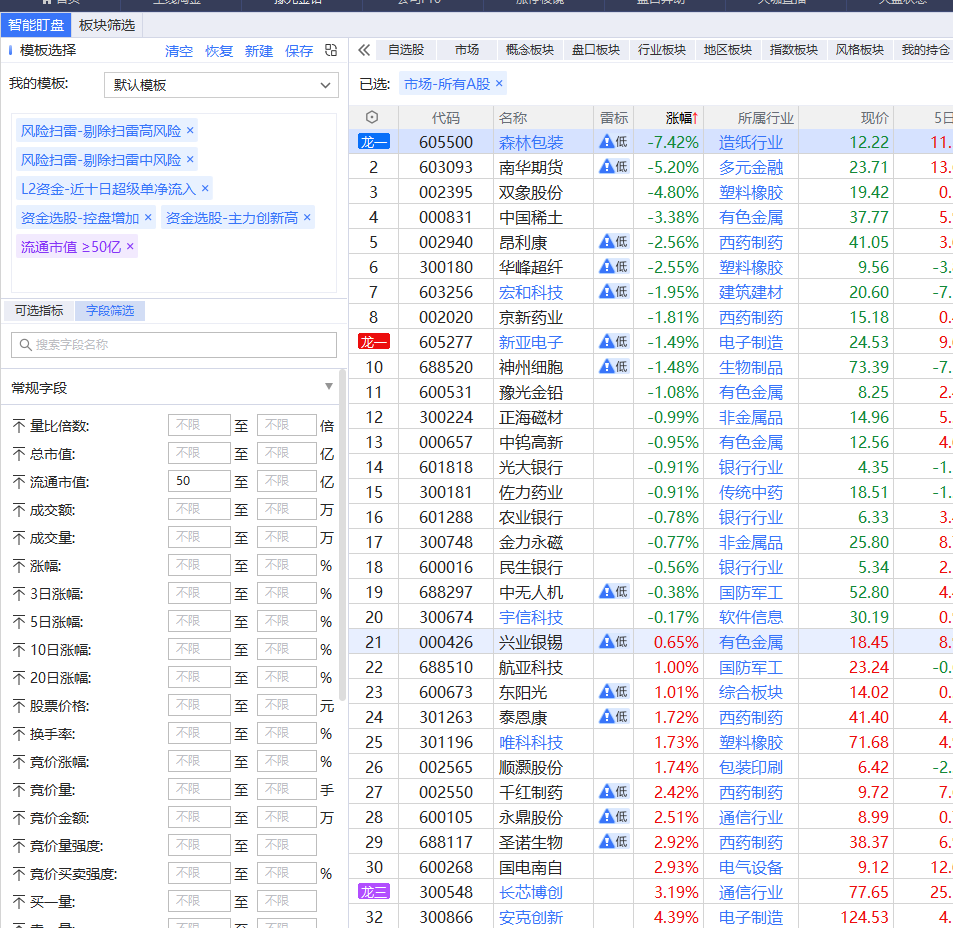 智能盯盘 板块筛选
模板选择 清空 恢复 新建 保存
我的模板: 默认模板
风险扫雷-剔除扫雷高风险 ×
风险扫雷-剔除扫雷中风险 ×
L2资金-近十日超级单净流入 ×
资金选股-控盘增加 × 资金选股-主力创新高 ×
流通市值 ≥50亿 ×
可选指标 字段筛选
搜索字段名称
常规字段
量比倍数: 不限 至 不限 倍
总市值: 不限 至 不限 亿
流通市值: 50 至 不限 亿
成交额: 不限 至 不限 万
成交量: 不限 至 不限 万
涨幅: 不限 至 不限 %
3日涨幅: 不限 至 不限 %
5日涨幅: 不限 至 不限 %
10日涨幅: 不限 至 不限 %
20日涨幅: 不限 至 不限 %
股票价格: 不限 至 不限 元
换手率: 不限 至 不限 %
竞价涨幅: 不限 至 不限 %
竞价量: 不限 至 不限 手
竞价金额: 不限 至 不限 万
竞价量强度: 不限 至 不限
竞价买卖强度: 不限 至 不限 %
买一量: 不限 至 不限
自选股 市场 概念板块 盘口板块 行业板块 地区板块 指数板块 风格板块 我的持仓
已选: 市场-所有A股 ×
代码 名称 雷标 涨幅↑ 所属行业 现价 5日
龙一 605500 森林包装 低 -7.42% 造纸行业 12.22 11.
2 603093 南华期货 低 -5.20% 多元金融 23.71 13.
3 002395 双象股份 -4.80% 塑料橡胶 19.42 0.
4 000831 中国稀土 -3.38% 有色金属 37.77 5.
5 002940 昂利康 低 -2.56% 西药制药 41.05 3.
6 300180 华峰超纤 低 -2.55% 塑料橡胶 9.56 -3.
7 603256 宏和科技 低 -1.95% 建筑建材 20.60 -7.
8 002020 京新药业 -1.81% 西药制药 15.18 0.
龙一 605277 新亚电子 低 -1.49% 电子制造 24.53 9.
10 688520 神州细胞 低 -1.48% 生物制品 73.39 -7.
11 600531 豫光金铅 -1.08% 有色金属 8.25 2.
12 300224 正海磁材 -0.99% 非金属品 14.96 5.
13 000657 中钨高新 -0.95% 有色金属 12.56 4.
14 601818 光大银行 -0.91% 银行行业 4.35 -1.
15 300181 佐力药业 -0.91% 传统中药 18.51 -1.
16 601288 农业银行 -0.78% 银行行业 6.33 3.
17 300748 金力永磁 -0.77% 非金属品 25.80 8.
18 600016 民生银行 -0.56% 银行行业 5.34 2.
19 688297 中无人机 低 -0.38% 国防军工 52.80 4.
20 300674 宇信科技 -0.17% 软件信息 30.19 0.
21 000426 兴业银锡 低 0.65% 有色金属 18.45 8.
22 688510 航亚科技 1.00% 国防军工 23.24 -0.
23 600673 东阳光 低 1.01% 综合板块 14.02 0.
24 301263 泰恩康 低 1.72% 西药制药 41.40 4.
25 301196 唯科科技 1.73% 塑料橡胶 71.68 4.
26 002565 顺灏股份 1.74% 包装印刷 6.42 -2.
27 002550 千红制药 低 2.42% 西药制药 9.72 7.
28 600105 永鼎股份 低 2.51% 通信行业 8.99 0.
29 688117 圣诺生物 低 2.92% 西药制药 38.37 6.
30 600268 国电南自 2.93% 电气设备 9.12 12.
龙三 300548 长芯博创 3.19% 通信行业 77.65 25.
32 300866 安克创新 4.39% 电子制造 124.53 4.